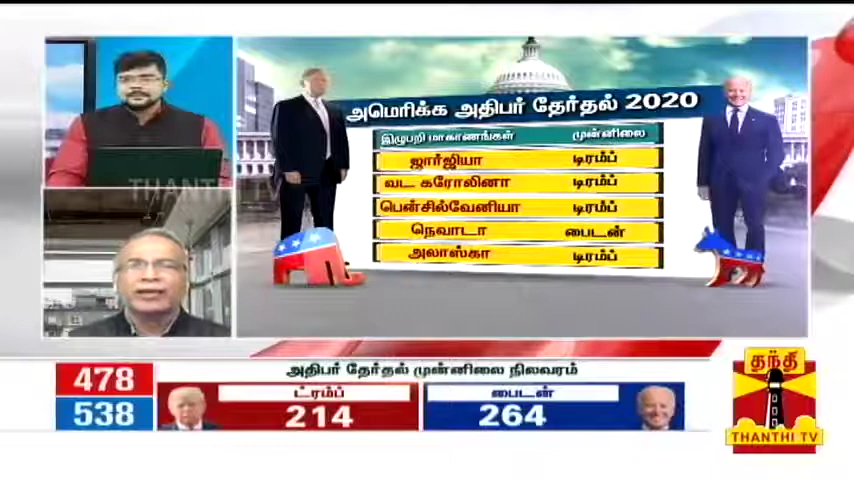 அமெரிக்க அதிபர் தேர்தல் 2020
இழுபறி மாகாணங்கள் முன்னிலை
ஜார்ஜியா டிரம்ப்
வட கரோலினா டிரம்ப்
பென்சில்வேனியா டிரம்ப்
நெவாடா பைடன்
அலாஸ்கா டிரம்ப்
THANTHI TV
அதிபர் தேர்தல் முன்னிலை நிலவரம்
478
538
ட்ரம்ப்
214
பைடன்
264
தந்தி
THANTHI TV